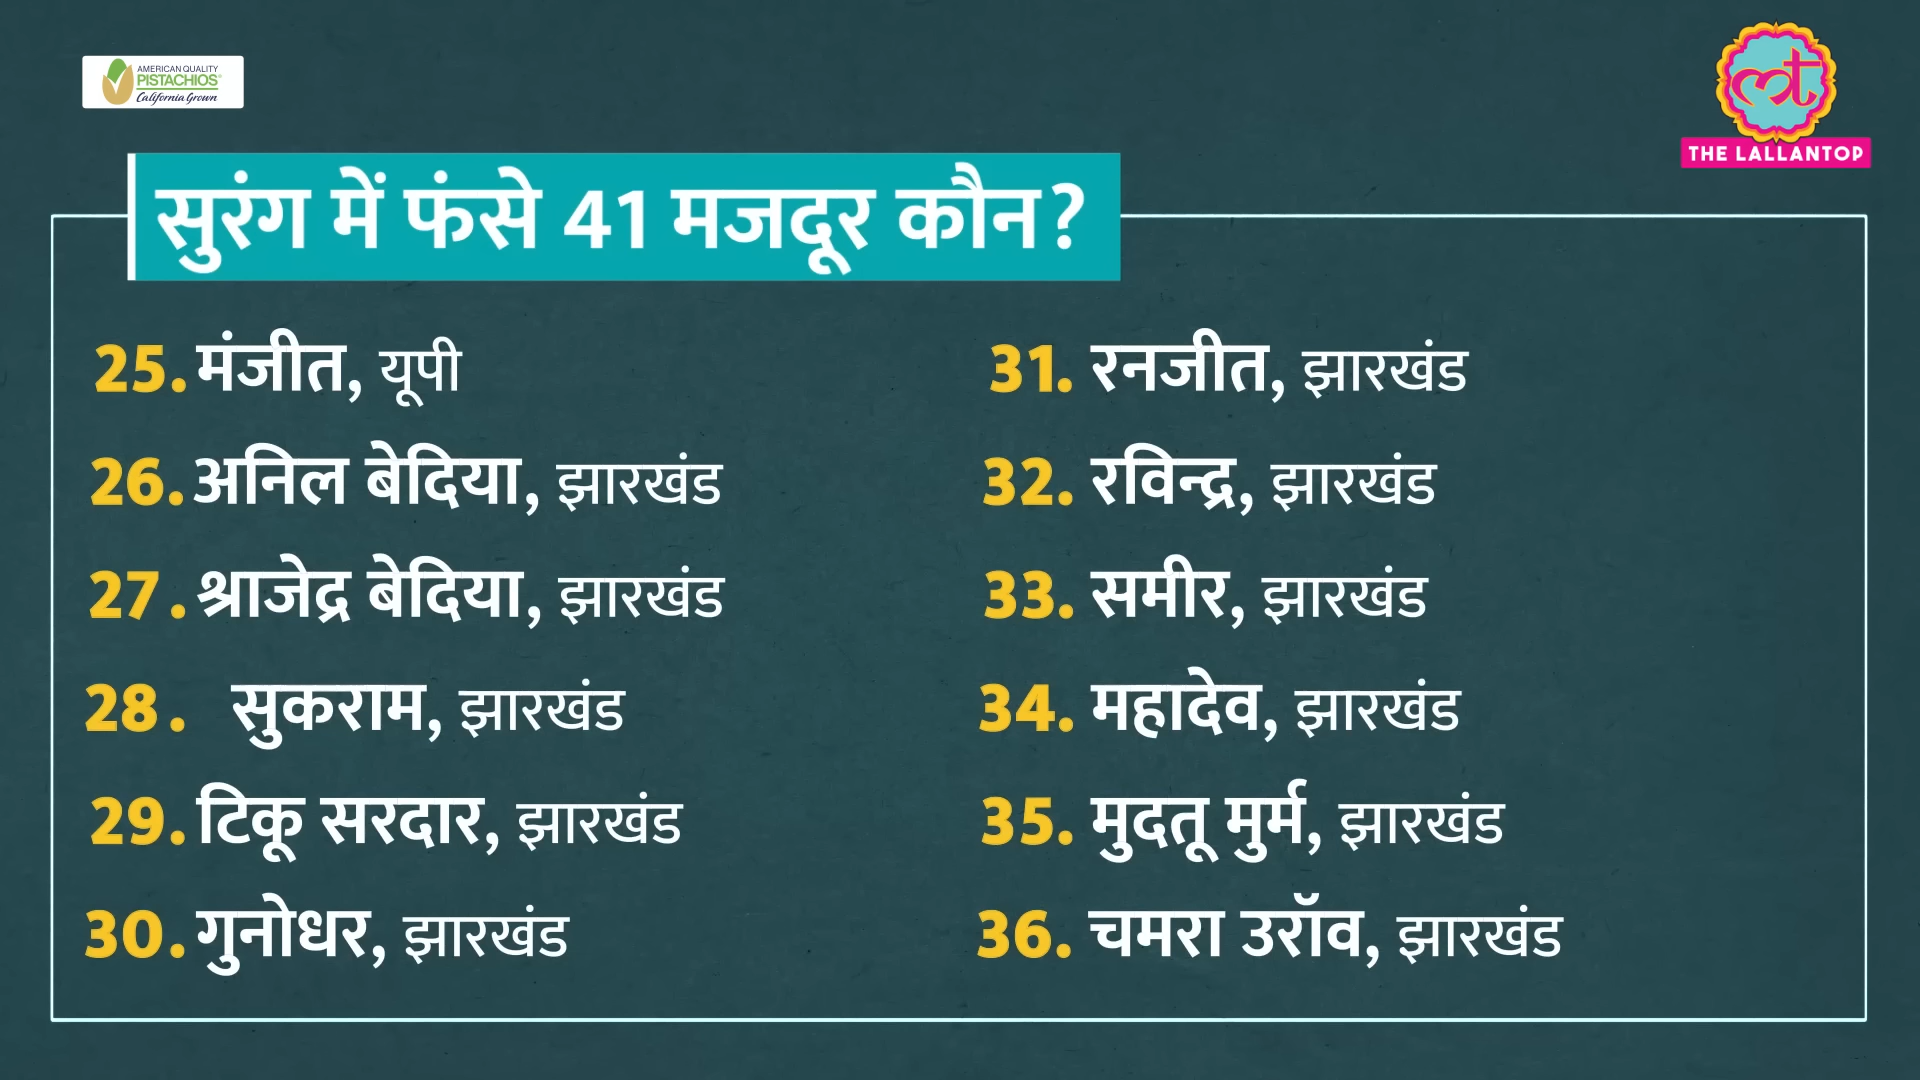 AMERICAN QUALITY
PISTACHIOS
California Grown
THE LALLANTOP
सुरंग में फंसे 41 मजदूर कौन?
25. मंजीत, यूपी
26. अनिल बेदिया, झारखंड
27. श्राजेद्र बेदिया, झारखंड
28. सुकराम, झारखंड
29. टिकू सरदार, झारखंड
30. गुनोधर, झारखंड
31. रनजीत, झारखंड
32. रविन्द्र, झारखंड
33. समीर, झारखंड
34. महादेव, झारखंड
35. मुदतू मुर्म, झारखंड
36. चमरा उरॉव, झारखंड